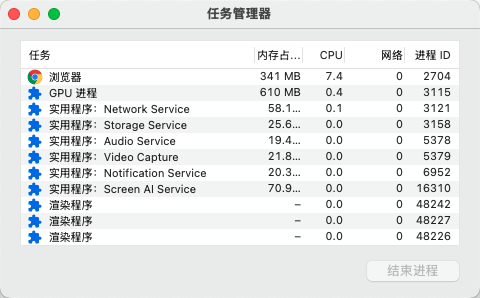 任务管理器
任务 内存占... CPU 网络 进程 ID
浏览器 341 MB 7.4 0 2704
GPU 进程 610 MB 0.4 0 3115
实用程序：Network Service 58.1... 0.1 0 3121
实用程序：Storage Service 25.6... 0.0 0 3158
实用程序：Audio Service 19.4... 0.0 0 5378
实用程序：Video Capture 21.8... 0.0 0 5379
实用程序：Notification Service 20.3... 0.0 0 6952
实用程序：Screen AI Service 70.9... 0.0 0 16310
渲染程序 – 0.0 0 48242
渲染程序 – 0.0 0 48227
渲染程序 – 0.0 0 48226
结束进程